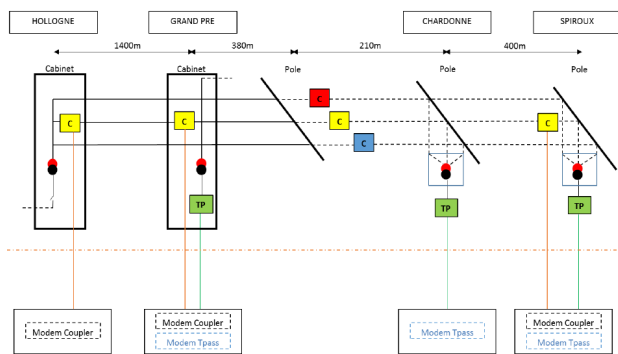 HOLLOGNE
GRAND PRE
CHARDONNE
SPIROUX
1400m
380m
210m
400m
Cabinet
Cabinet
Pole
Pole
Pole
C
C
C
C
C
C
TP
TP
TP
Modem Coupler
Modem Coupler
Modem Tpass
Modem Tpass
Modem Coupler
Modem Tpass